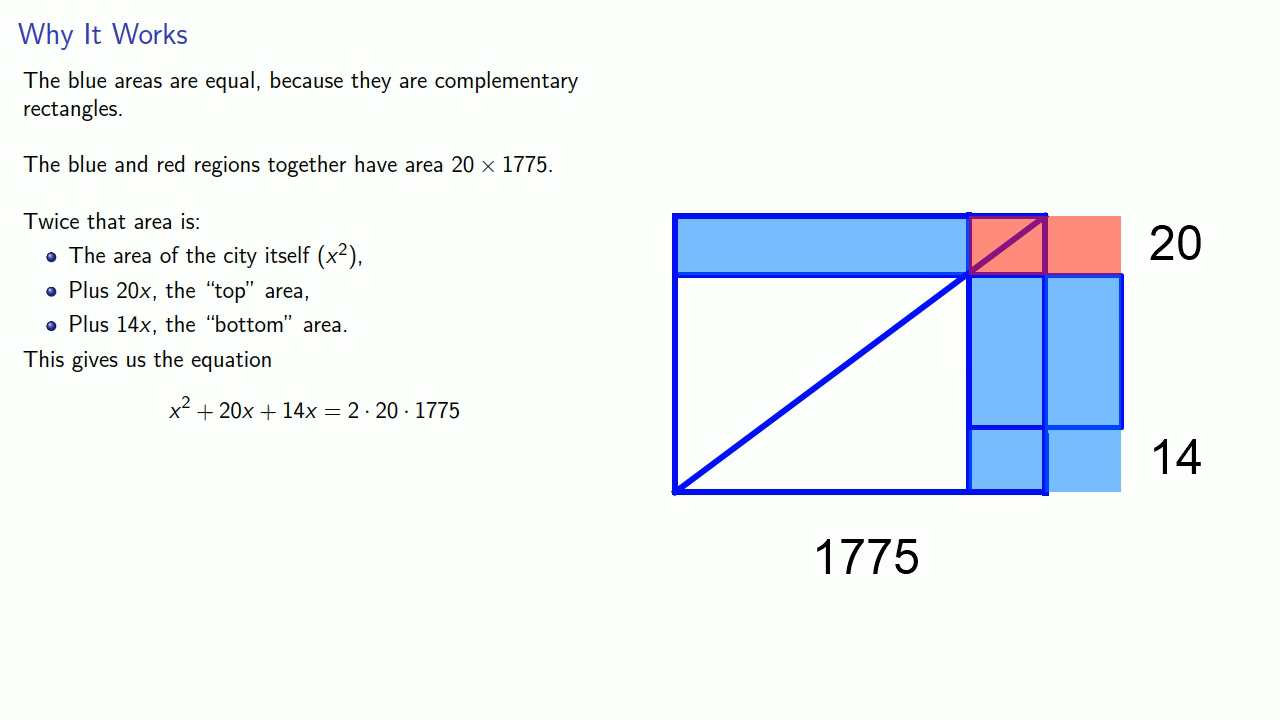 Why It Works
The blue areas are equal, because they are complementary
rectangles.
The blue and red regions together have area 20 × 1775.
Twice that area is:
The area of the city itself (x²),
Plus 20x, the “top” area,
Plus 14x, the “bottom” area.
This gives us the equation
x² + 20x + 14x = 2 · 20 · 1775
20
14
1775